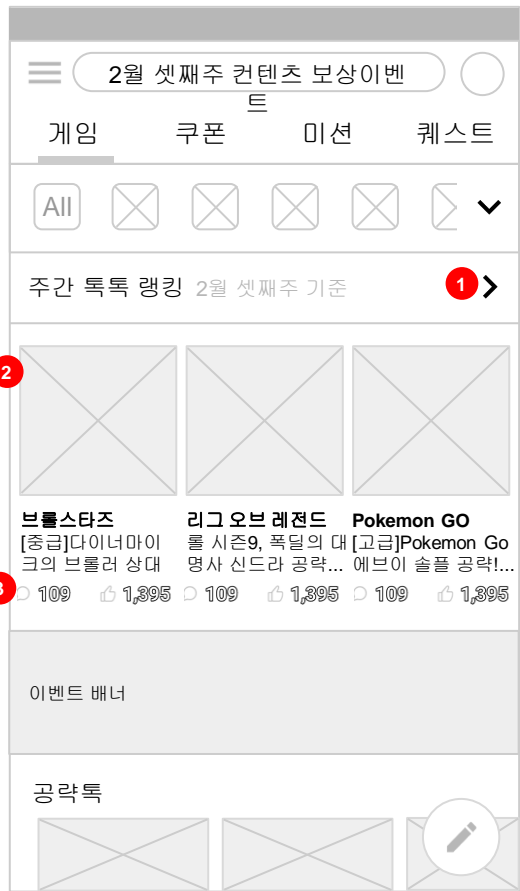 2월 셋째주 컨텐츠 보상이벤
트
게임 쿠폰 미션 퀘스트
All
주간 톡톡 랭킹 2월 셋째주 기준 1
2
브롤스타즈 리그 오브 레전드 Pokemon GO
[중급]다이너마이 롤 시즌9, 폭딜의 대 [고급]Pokemon Go
크의 브롤러 상대 명사 신드라 공략... 에브이 솔플 공략!...
3 109 1,395 109 1,395 109 1,395
이벤트 배너
공략톡